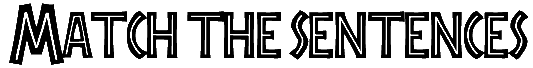 MATCH THE SENTENCES